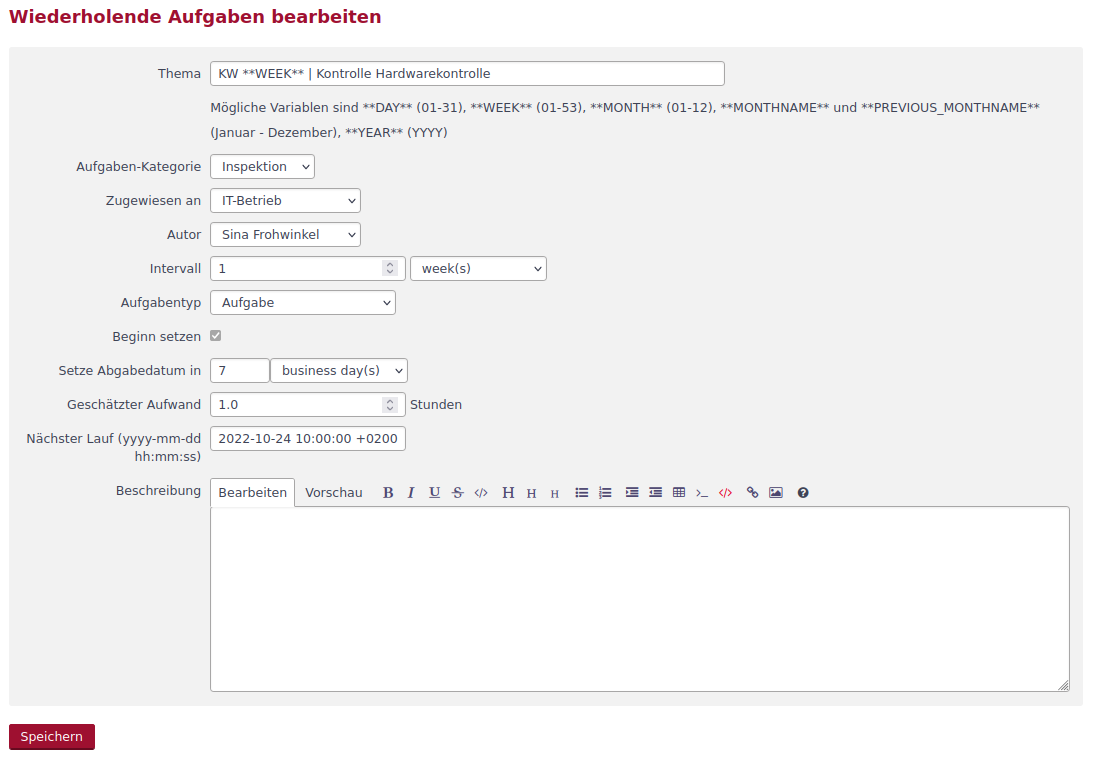 Wiederholende Aufgaben bearbeiten
Thema KW **WEEK** | Kontrolle Hardwarekontrolle
Mögliche Variablen sind **DAY** (01-31), **WEEK** (01-53), **MONTH** (01-12), **MONTHNAME** und **PREVIOUS_MONTHNAME**
(Januar - Dezember), **YEAR** (YYYY)
Aufgaben-Kategorie Inspektion
Zugewiesen an IT-Betrieb
Autor Sina Frohwinkel
Intervall 1 week(s)
Aufgabentyp Aufgabe
Beginn setzen
Setze Abgabedatum in 7 business day(s)
Geschätzter Aufwand 1.0 Stunden
Nächster Lauf (yyyy-mm-dd hh:mm:ss) 2022-10-24 10:00:00 +0200
Beschreibung Bearbeiten Vorschau B I U S </> H H H >_ </> ?
Speichern